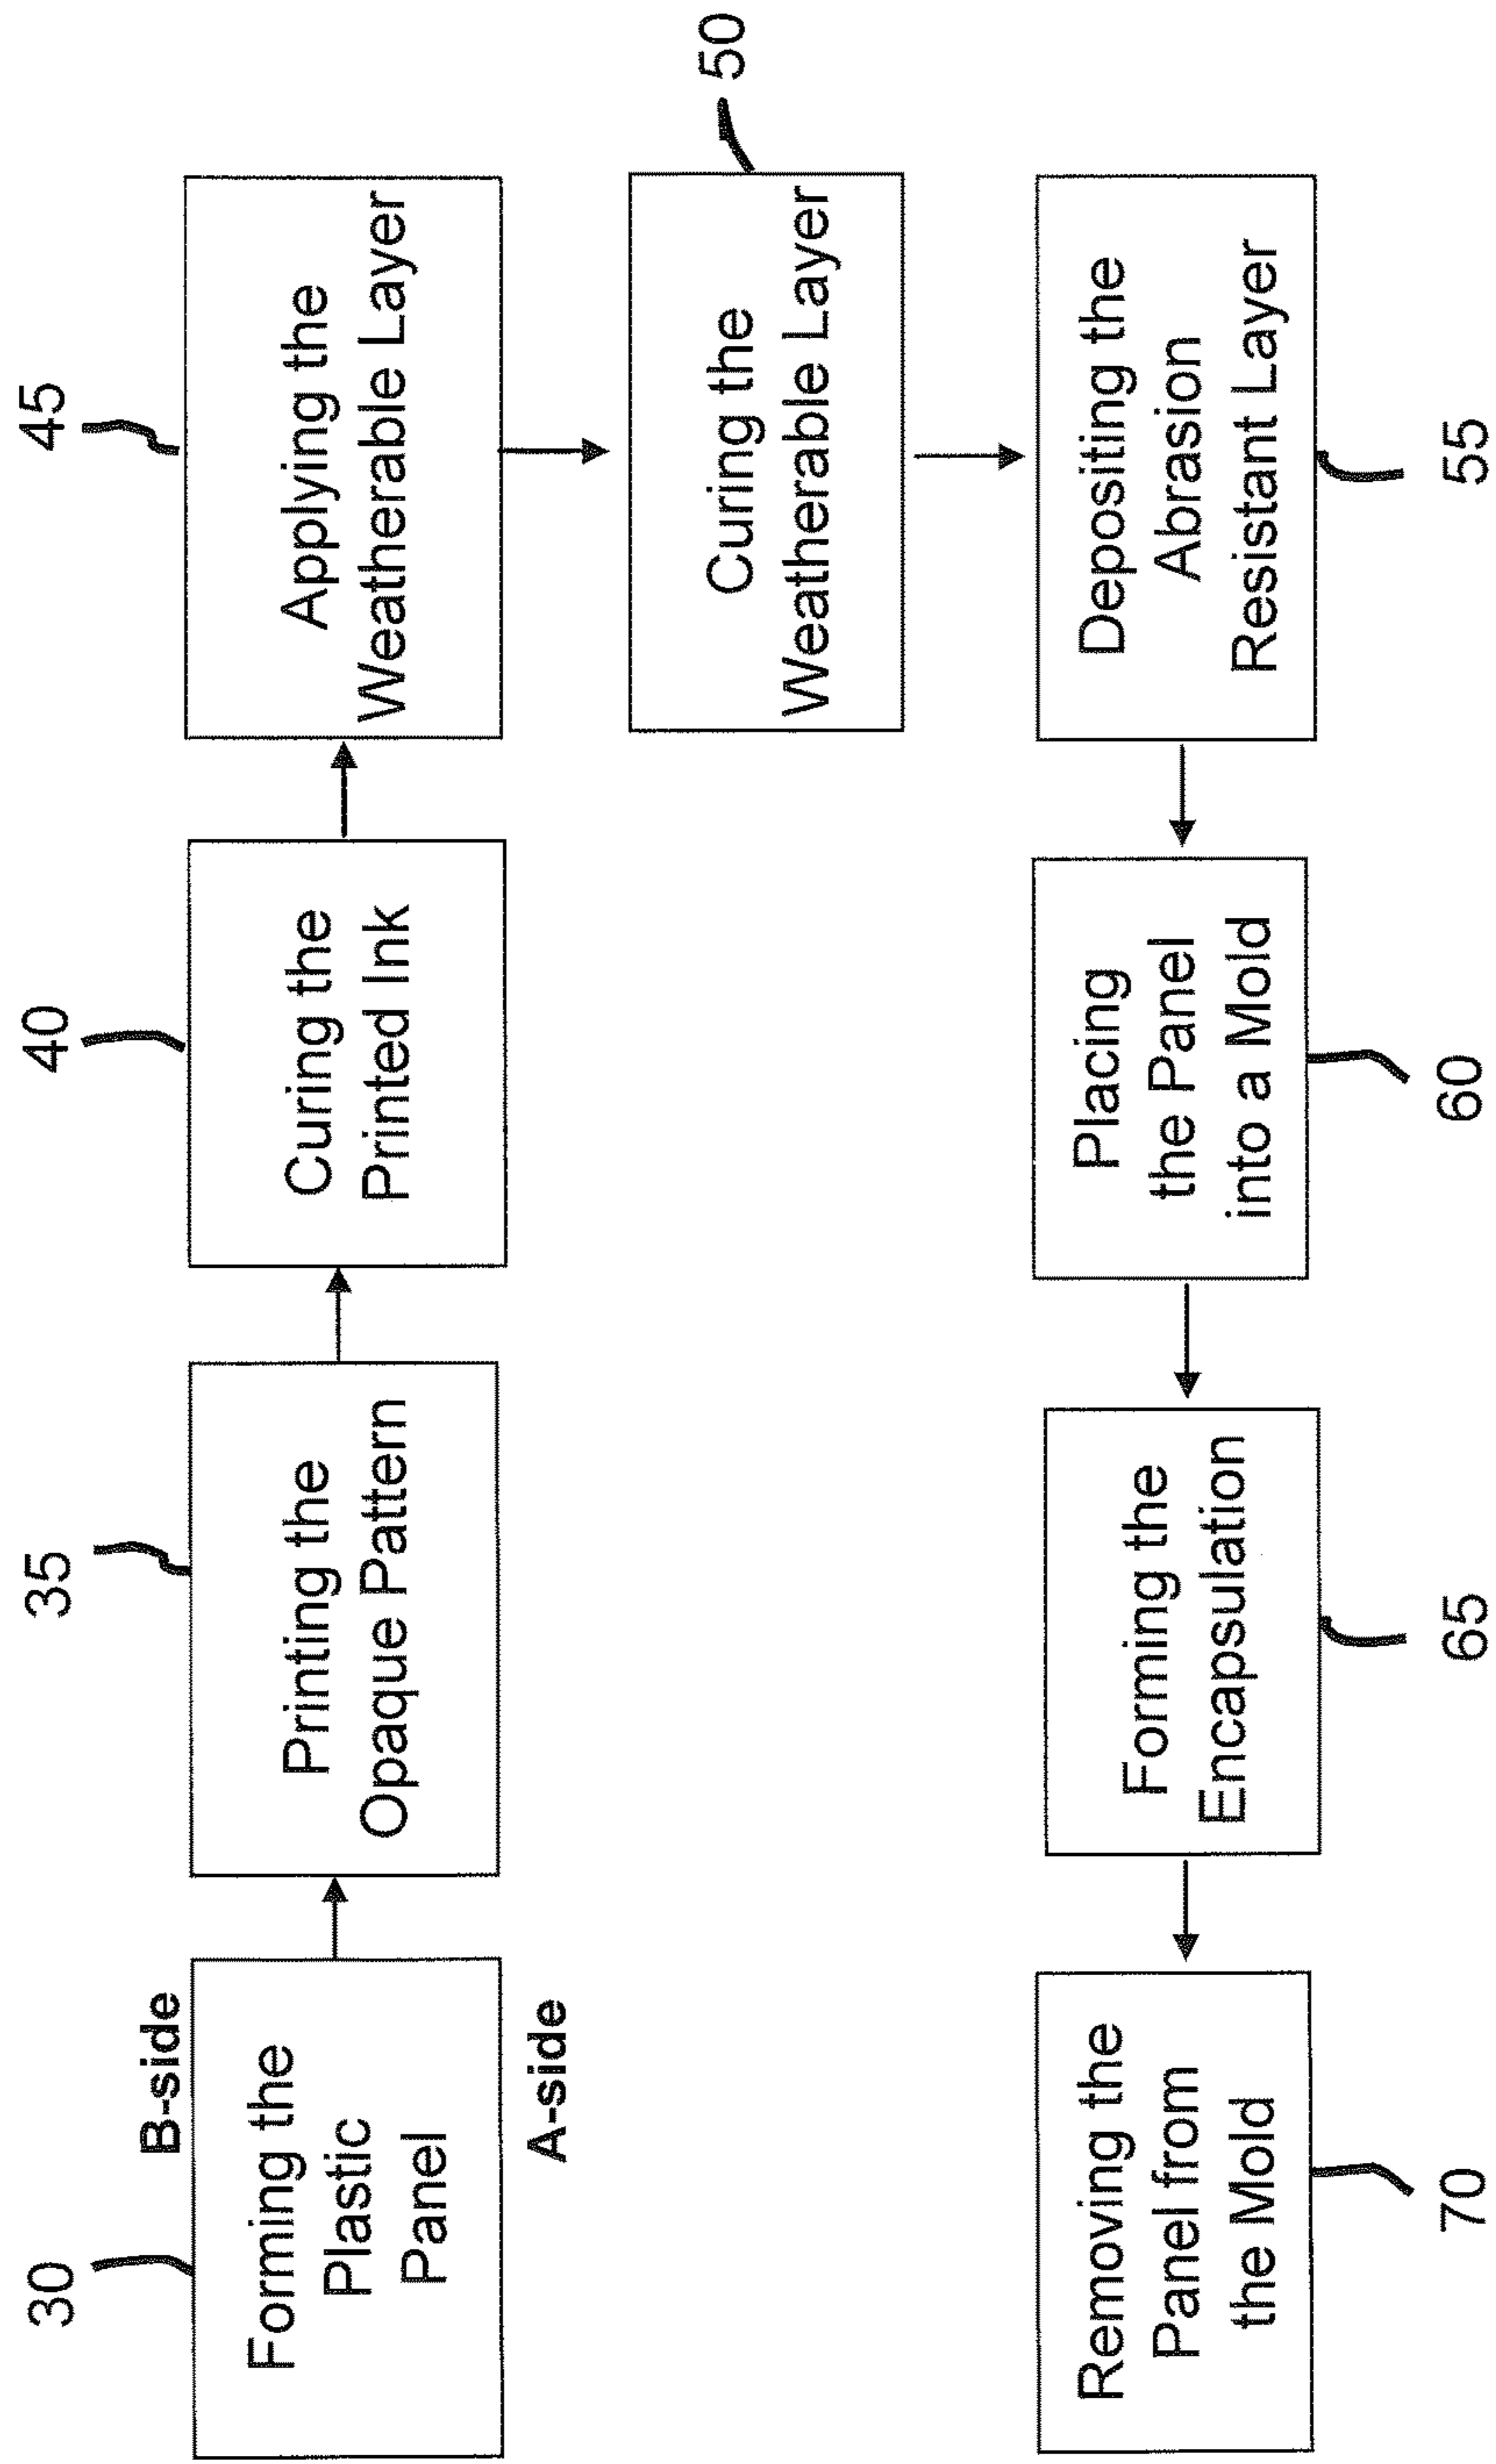 30
B-side
Forming the
Plastic
Panel
A-side
35
Printing the
Opaque Pattern
40
Curing the
Printed Ink
45
Applying the
Weatherable Layer
50
Curing the
Weatherable Layer
Depositing the
Abrasion
Resistant Layer
55
Placing
the Panel
into a Mold
60
Forming the
Encapsulation
65
Removing the
Panel from
the Mold
70